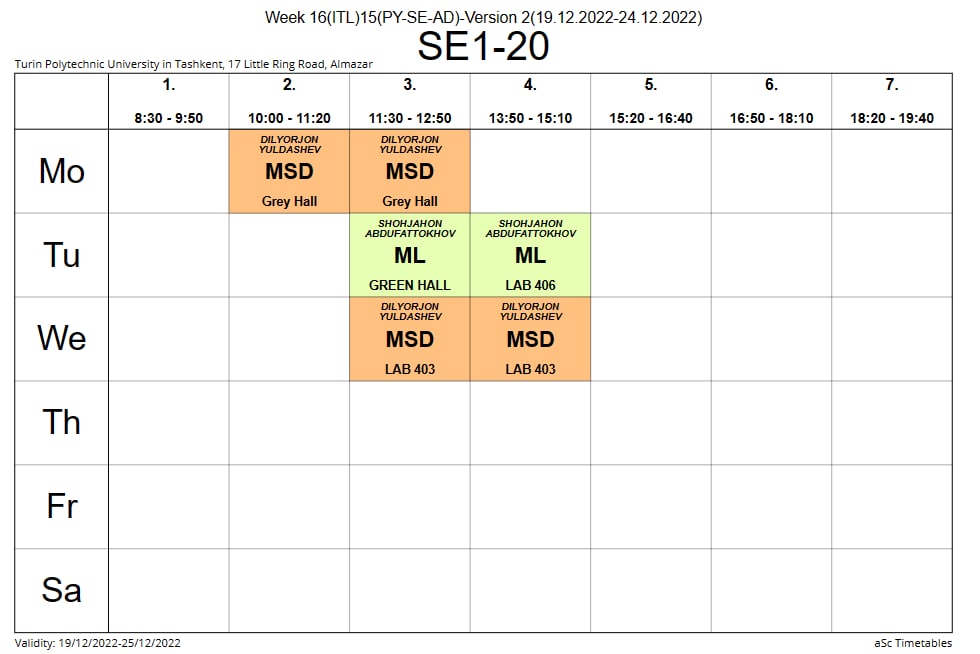 Week 16(ITL)15(PY-SE-AD)-Version 2(19.12.2022-24.12.2022)
SE1-20
Turin Polytechnic University in Tashkent, 17 Little Ring Road, Almazar
1. 2. 3. 4. 5. 6. 7.
8:30 - 9:50 10:00 - 11:20 11:30 - 12:50 13:50 - 15:10 15:20 - 16:40 16:50 - 18:10 18:20 - 19:40
Mo
DILYORJON
YULDASHEV
MSD
Grey Hall
DILYORJON
YULDASHEV
MSD
Grey Hall
Tu
SHOHJAHON
ABDUFATTOKHOV
ML
GREEN HALL
SHOHJAHON
ABDUFATTOKHOV
ML
LAB 406
We
DILYORJON
YULDASHEV
MSD
LAB 403
DILYORJON
YULDASHEV
MSD
LAB 403
Th
Fr
Sa
Validity: 19/12/2022-25/12/2022
aSc Timetables